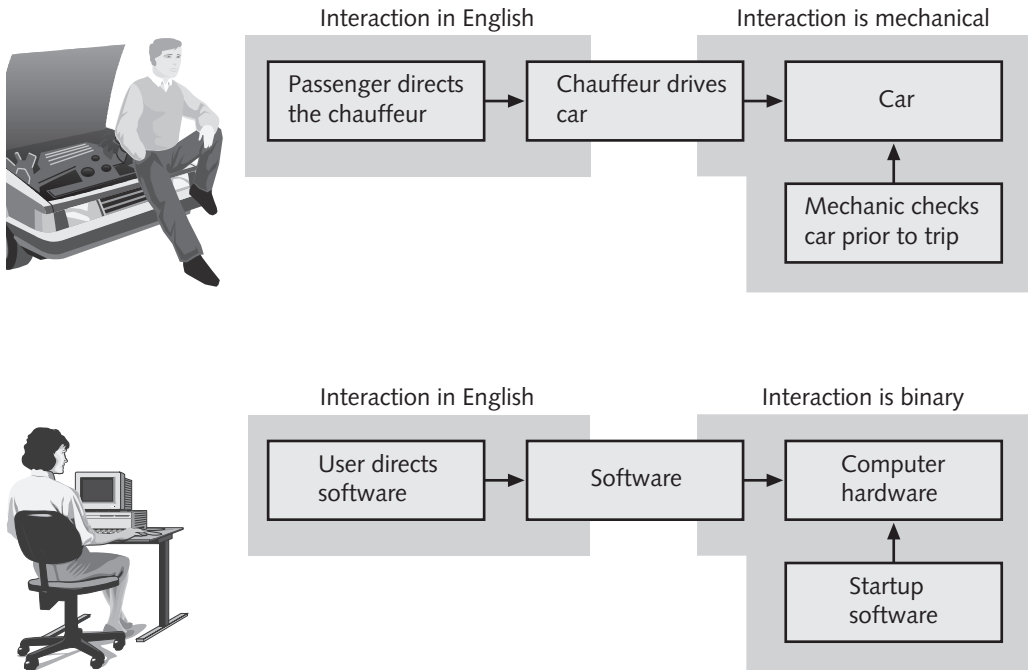 Interaction in English
Interaction is mechanical
Passenger directs
the chauffeur
Chauffeur drives
car
Car
Mechanic checks
car prior to trip
Interaction in English
Interaction is binary
User directs
software
Software
Computer
hardware
Startup
software